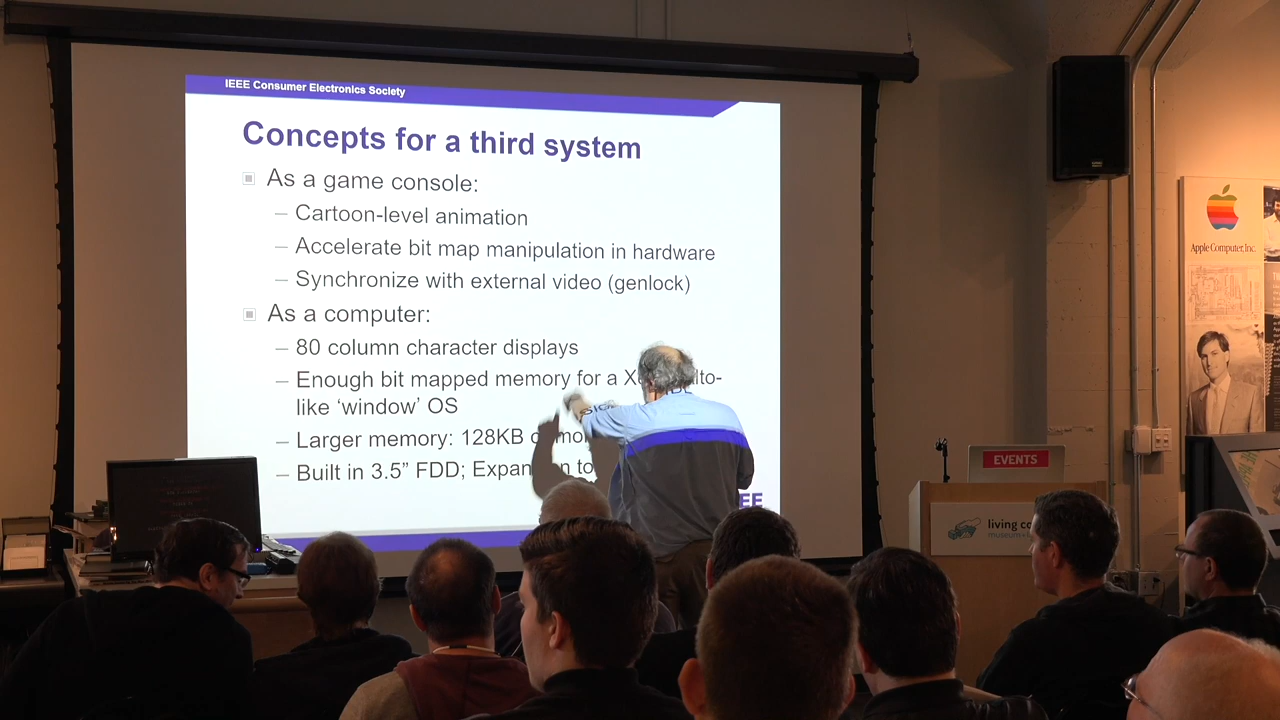 IEEE Consumer Electronics Society
Concepts for a third system
As a game console:
– Cartoon-level animation
– Accelerate bit map manipulation in hardware
– Synchronize with external video (genlock)
As a computer:
– 80 column character displays
– Enough bit mapped memory for a
like ‘window’ OS
– Larger memory: 128KB
– Built in 3.5” FDD;
EVENTS
living
museum
Apple Computer, Inc.